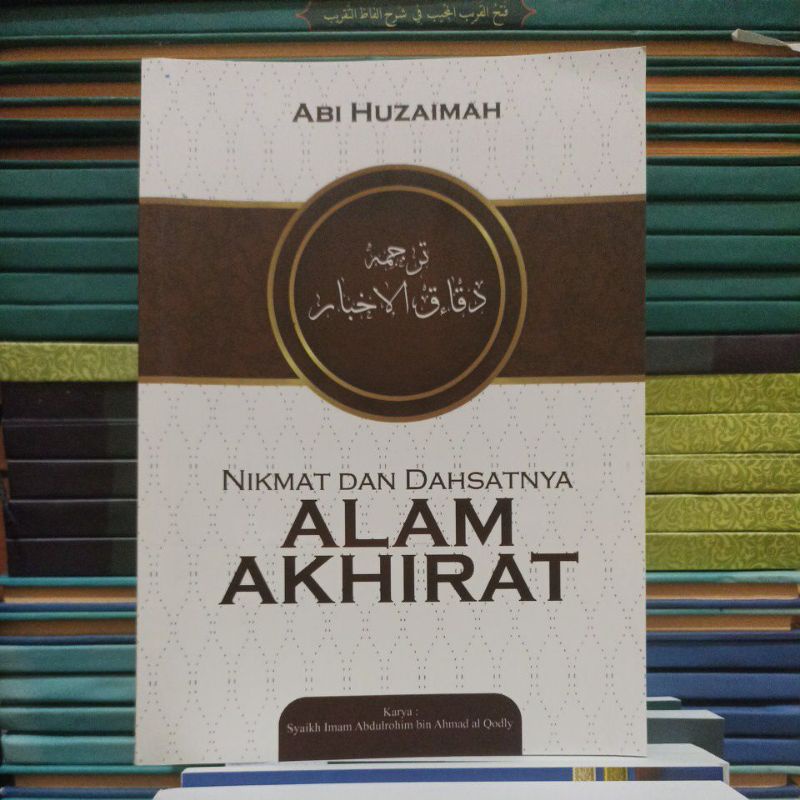 فتح القريب المجيب في شرح الفاظ التقريب
ABI HUZAIMAH
ترجمه
دقائق الاخبار
NIKMAT DAN DAHSATNYA
ALAM
AKHIRAT
Karya :
Syaikh Imam Abdulrohim bin Ahmad al Qodly